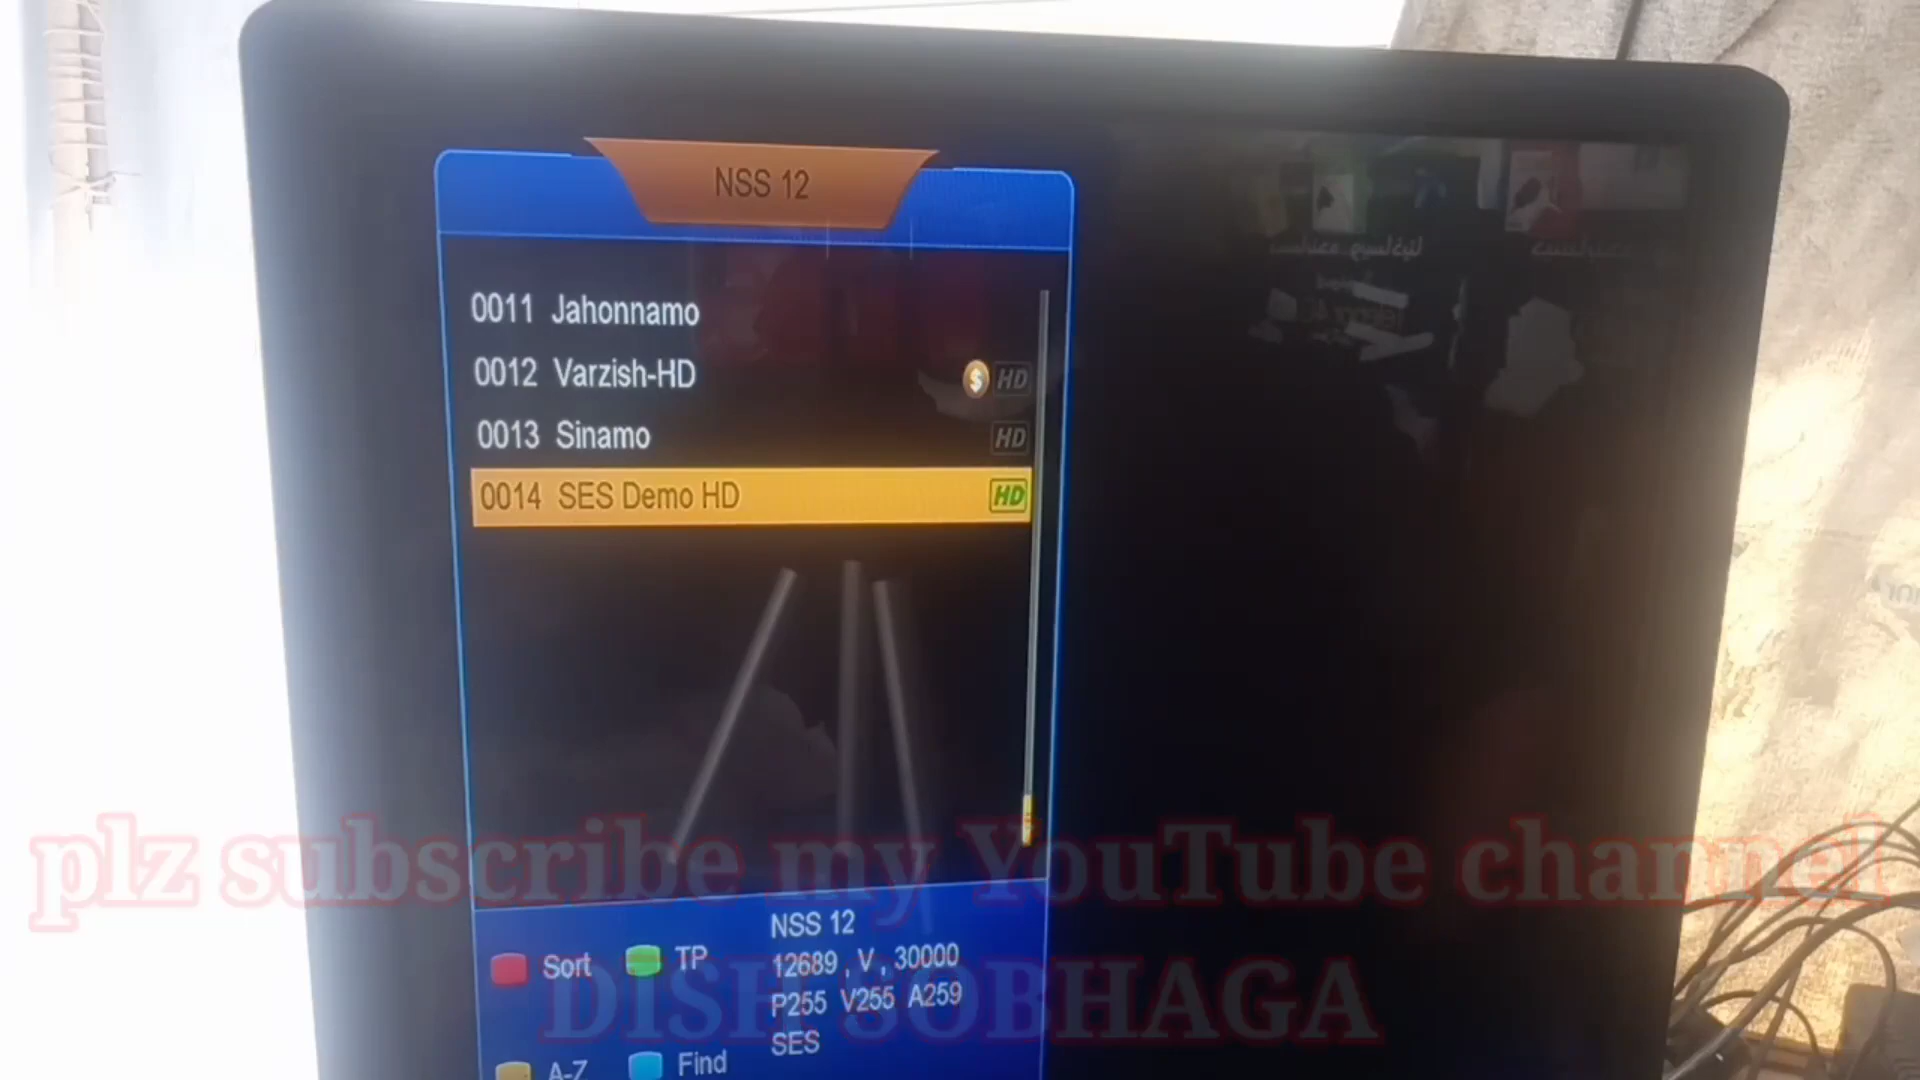 NSS 12
0011 Jahonnamo
0012 Varzish-HD $ HD
0013 Sinamo HD
0014 SES Demo HD HD
plz subscribe my YouTube channel
DISH SOBHAGA
Sort TP
A-Z Find
NSS 12
12689 , V , 30000
P255 V255 A259
SES